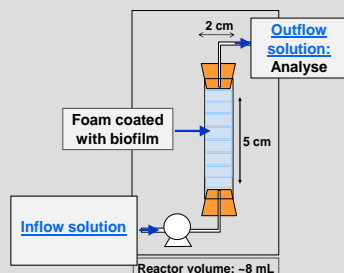 2 cm
Outflow
solution:
Analyse
Foam coated
with biofilm
5 cm
Inflow solution
Reactor volume: ~8 mL